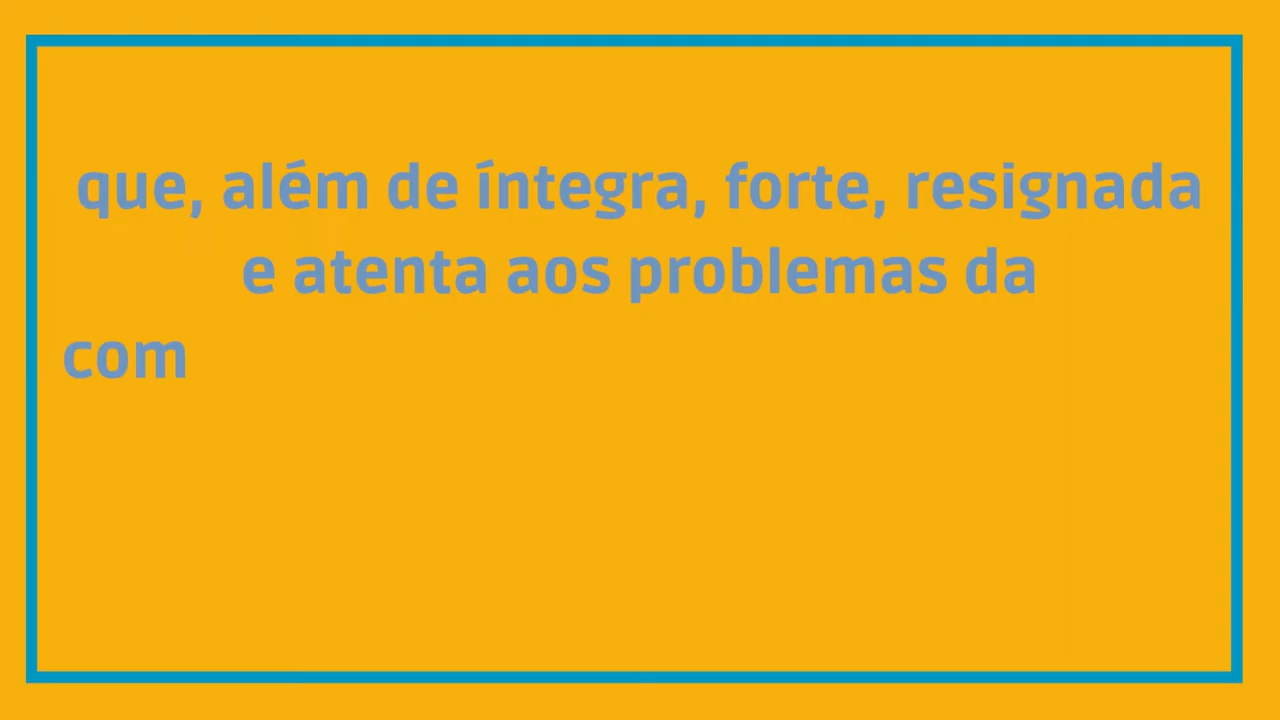 que, além de íntegra, forte, resignada
e atenta aos problemas da
com